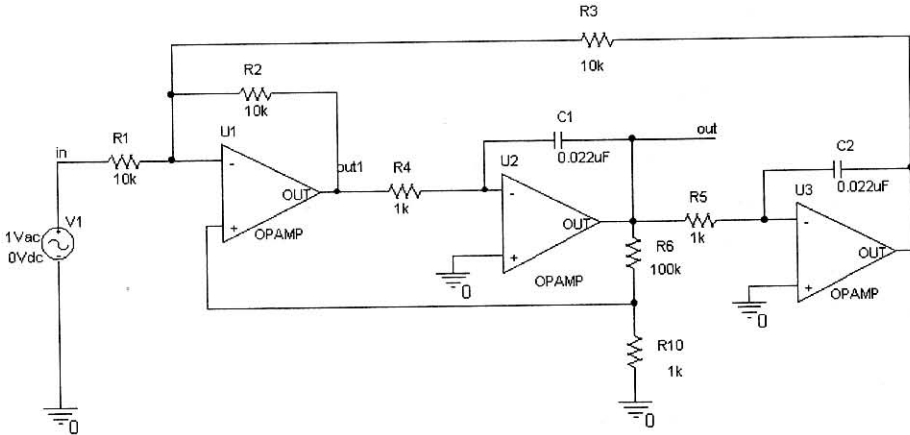 R3
10k
R2
10k
U1
in
R1
10k
out1
OUT
OPAMP
V1
1Vac
0Vdc
0
R4
1k
C1
0.022uF
U2
OUT
OPAMP
0
out
R5
1k
R6
100k
R10
1k
0
C2
0.022uF
U3
OUT
OPAMP
0